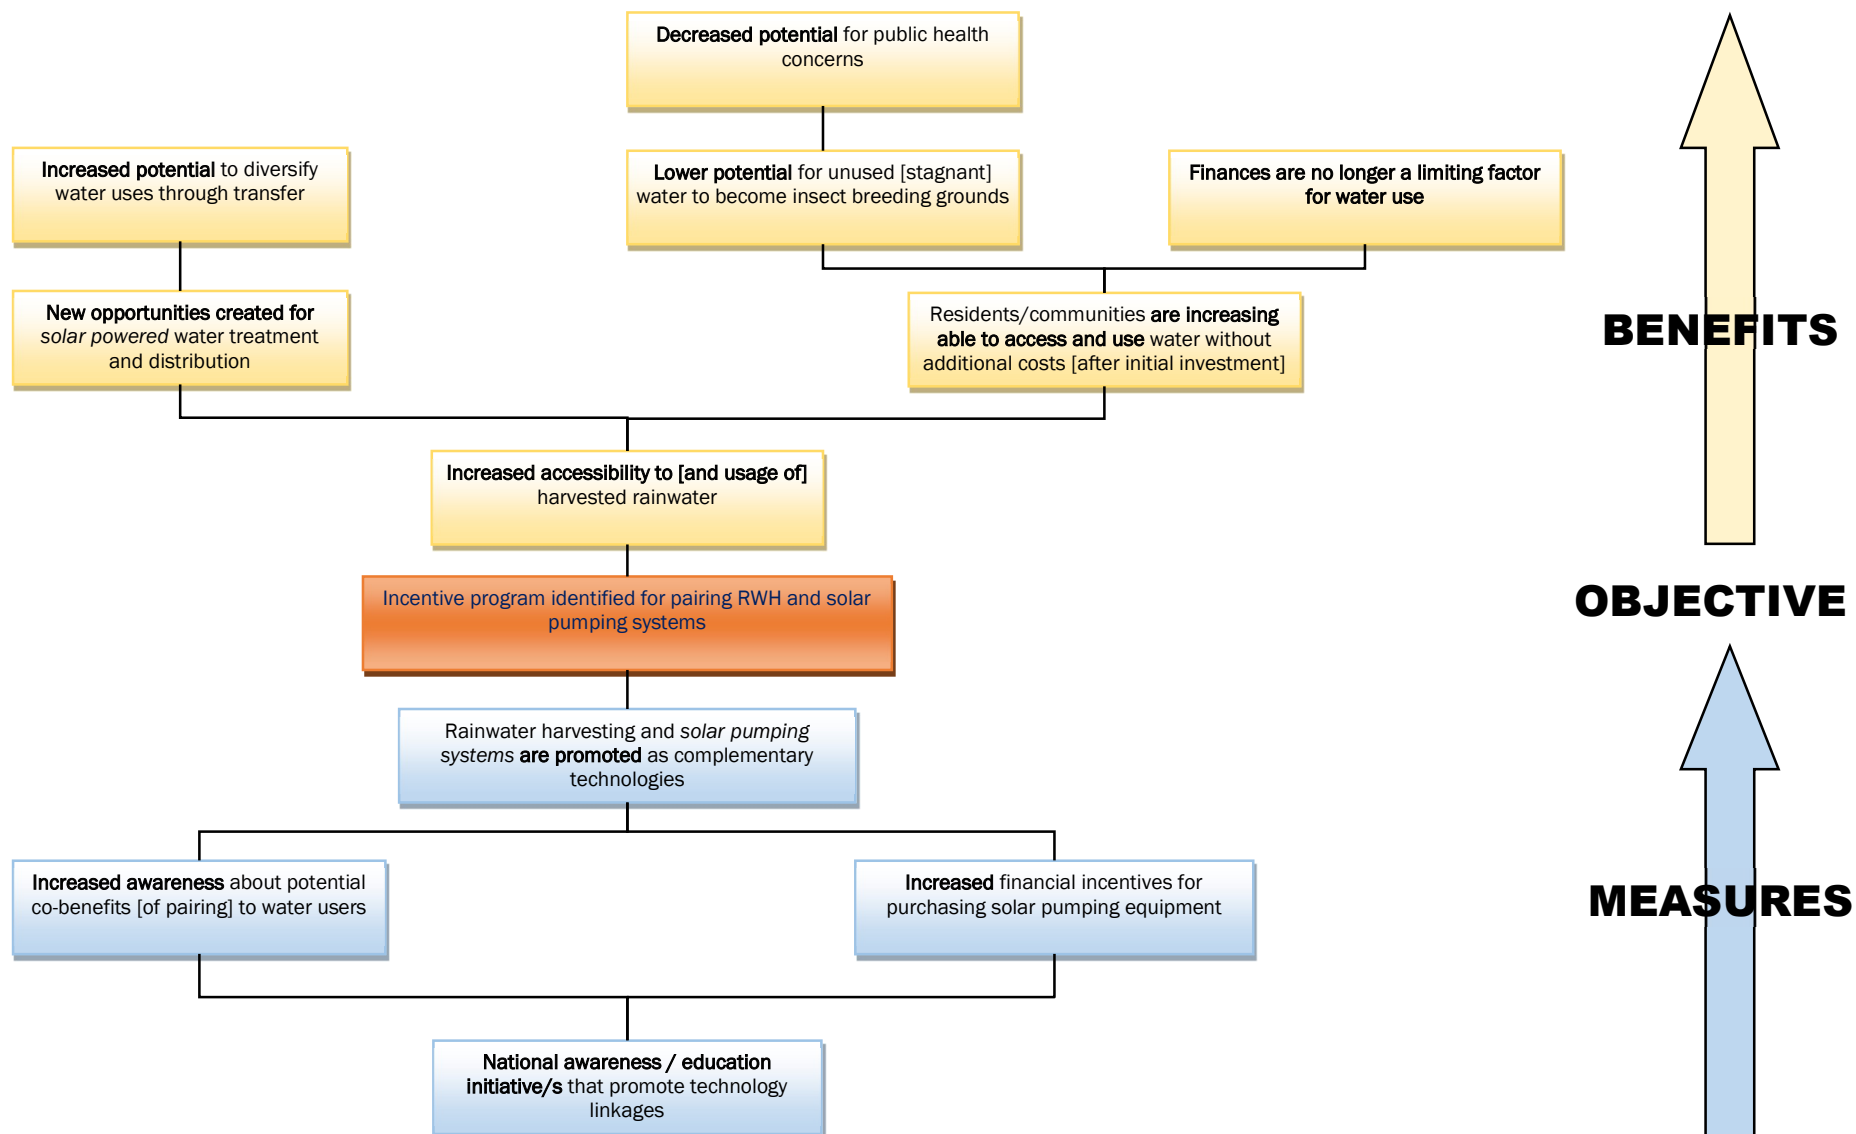 Decreased potential for public health
concerns
Increased potential to diversify
water uses through transfer
Lower potential for unused [stagnant]
water to become insect breeding grounds
Finances are no longer a limiting factor
for water use
New opportunities created for
solar powered water treatment
and distribution
Residents/communities are increasing
able to access and use water without
additional costs [after initial investment]
BENEFITS
Increased accessibility to [and usage of]
harvested rainwater
Incentive program identified for pairing RWH and solar
pumping systems
OBJECTIVE
Rainwater harvesting and solar pumping
systems are promoted as complementary
technologies
Increased awareness about potential
co-benefits [of pairing] to water users
Increased financial incentives for
purchasing solar pumping equipment
MEASURES
National awareness / education
initiative/s that promote technology
linkages